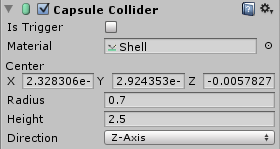 Capsule Collider
Is Trigger
Material Shell
Center
X 2.328306e- Y 2.924353e- Z -0.0057827
Radius 0.7
Height 2.5
Direction Z-Axis